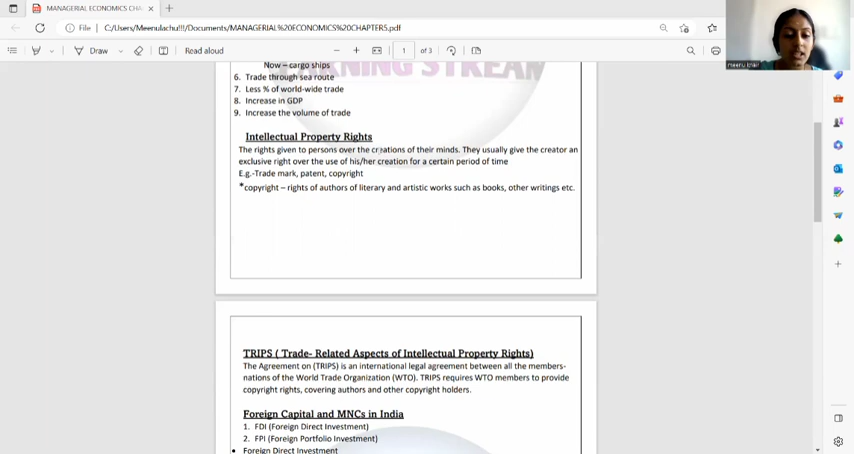 MANAGERIAL ECONOMICS CHA
File
C:/Users/Meenulachu!!!/Documents/MANAGERIAL%20ECONOMICS%20CHAPTER5.pdf
Draw
Read aloud
1
of 3
LEARNING STREAM
Now – cargo ships
6. Trade through sea route
7. Less % of world-wide trade
8. Increase in GDP
9. Increase the volume of trade
Intellectual Property Rights
The rights given to persons over the creations of their minds. They usually give the creator an
exclusive right over the use of his/her creation for a certain period of time
E.g.-Trade mark, patent, copyright
*copyright – rights of authors of literary and artistic works such as books, other writings etc.
TRIPS ( Trade- Related Aspects of Intellectual Property Rights)
The Agreement on (TRIPS) is an international legal agreement between all the members-
nations of the World Trade Organization (WTO). TRIPS requires WTO members to provide
copyright rights, covering authors and other copyright holders.
Foreign Capital and MNCs in India
1. FDI (Foreign Direct Investment)
2. FPI (Foreign Portfolio Investment)
• Foreign Direct Investment